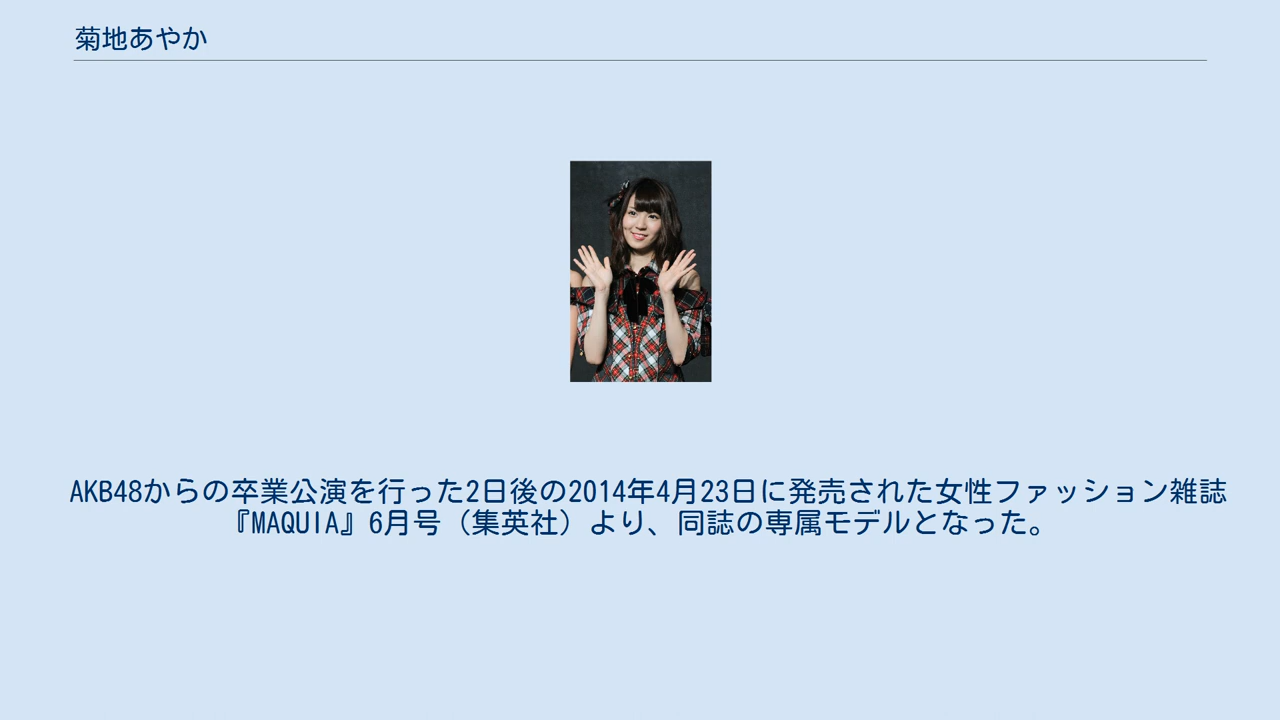 菊地あやか
AKB48からの卒業公演を行った2日後の2014年4月23日に発売された女性ファッション雑誌
『MAQUIA』6月号（集英社）より、同誌の専属モデルとなった。